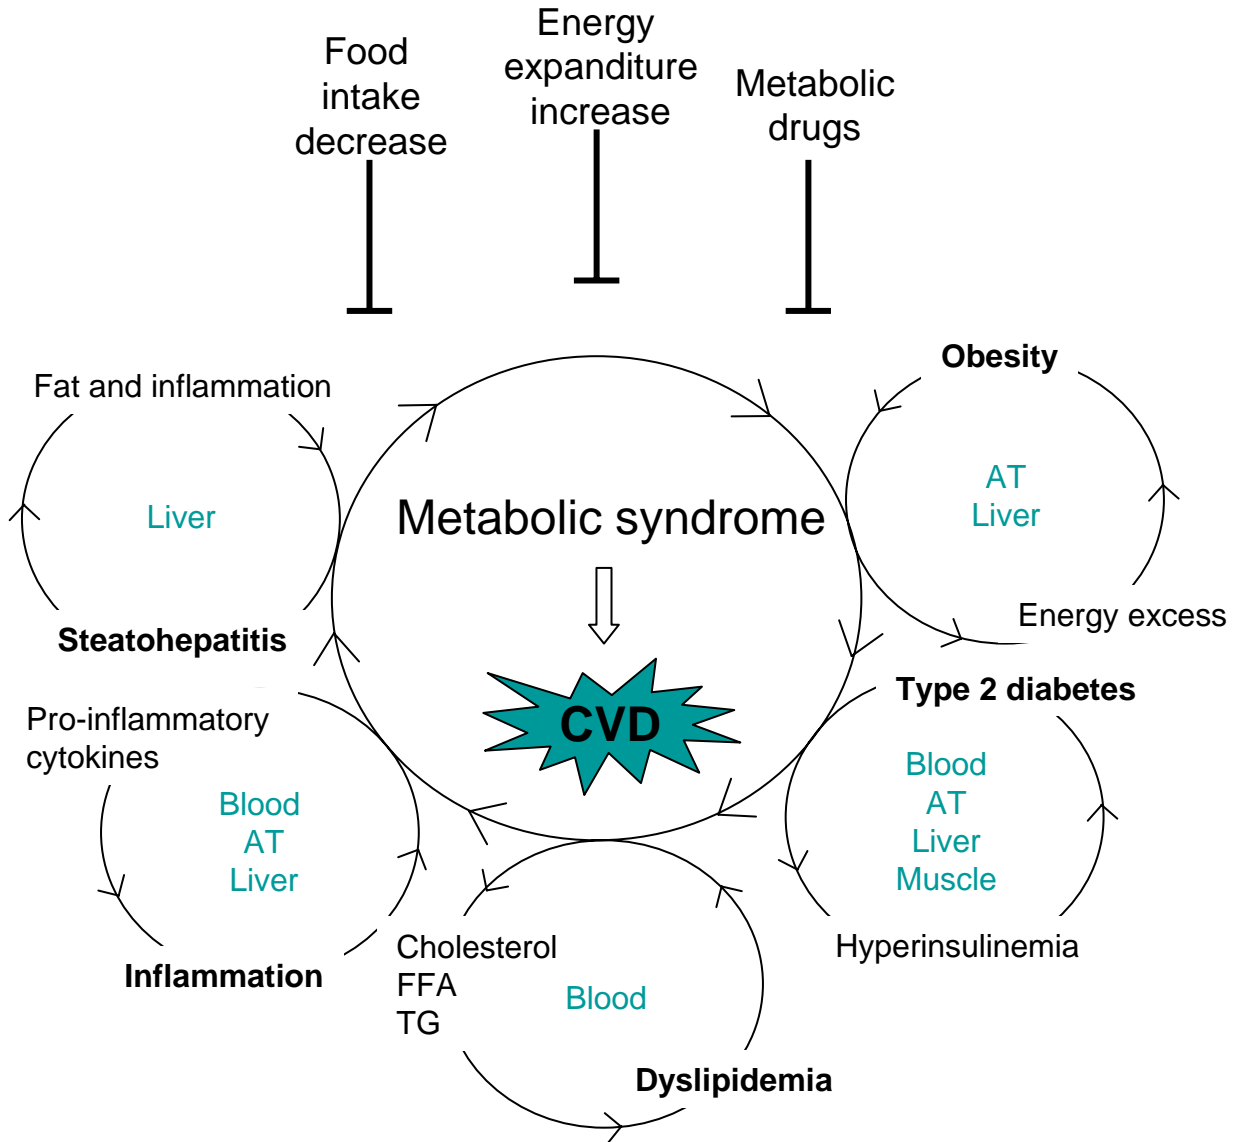 Food
intake
decrease
Energy
expanditure
increase
Metabolic
drugs
Obesity
Fat and inflammation
AT
Liver
Liver
Metabolic syndrome
Energy excess
Steatohepatitis
CVD
Type 2 diabetes
Pro-inflammatory
cytokines
Blood
AT
Liver
Blood
AT
Liver
Muscle
Inflammation
Cholesterol
FFA
TG
Blood
Hyperinsulinemia
Dyslipidemia